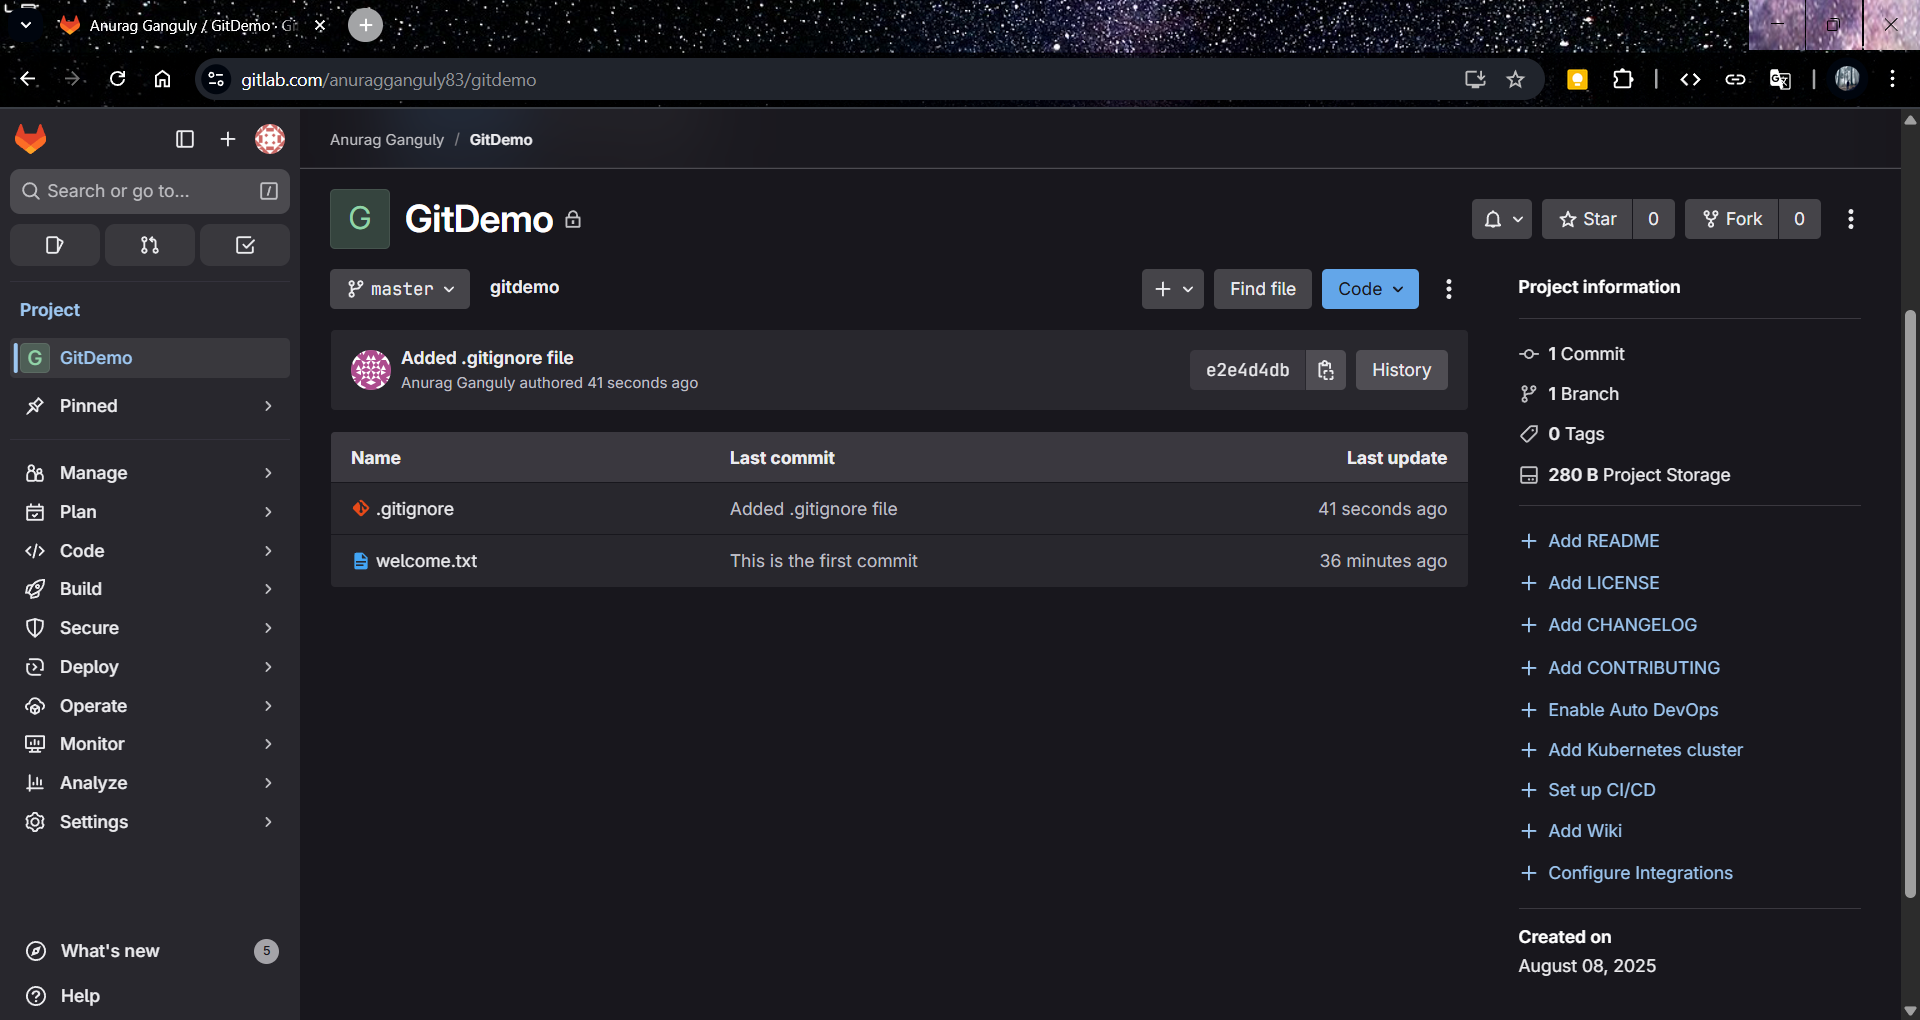 Anurag Ganguly / GitDemo · Gi
gitlab.com/anuragganguly83/gitdemo
Anurag Ganguly / GitDemo
Search or go to... /
G GitDemo
Star 0 Fork 0
master gitdemo Find file Code
Project
G GitDemo
Pinned
Manage
Plan
Code
Build
Secure
Deploy
Operate
Monitor
Analyze
Settings
What's new 5
Help
Added .gitignore file
Anurag Ganguly authored 41 seconds ago
e2e4d4db History
Name Last commit Last update
.gitignore Added .gitignore file 41 seconds ago
welcome.txt This is the first commit 36 minutes ago
Project information
1 Commit
1 Branch
0 Tags
280 B Project Storage
Add README
Add LICENSE
Add CHANGELOG
Add CONTRIBUTING
Enable Auto DevOps
Add Kubernetes cluster
Set up CI/CD
Add Wiki
Configure Integrations
Created on
August 08, 2025